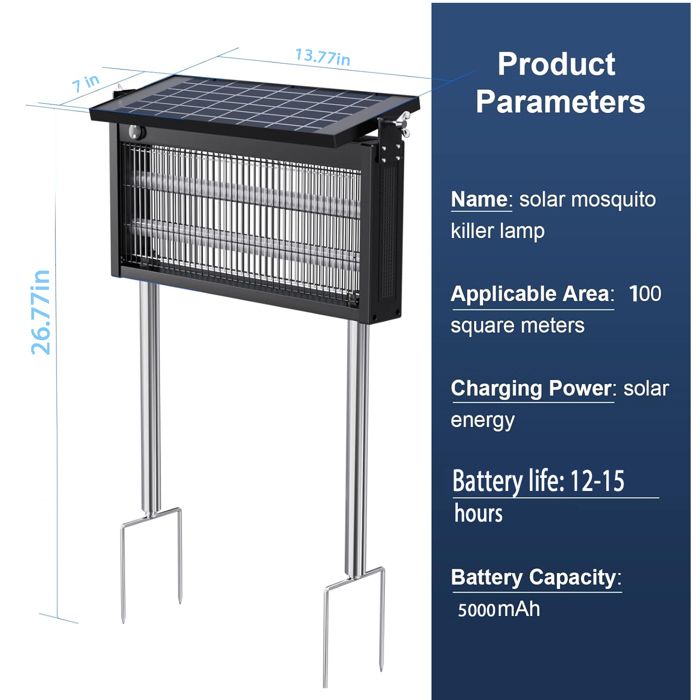 7 in
13.77in
26.77in
Product
Parameters
Name: solar mosquito
killer lamp
Applicable Area: 100
square meters
Charging Power: solar
energy
Battery life: 12-15
hours
Battery Capacity:
5000mAh